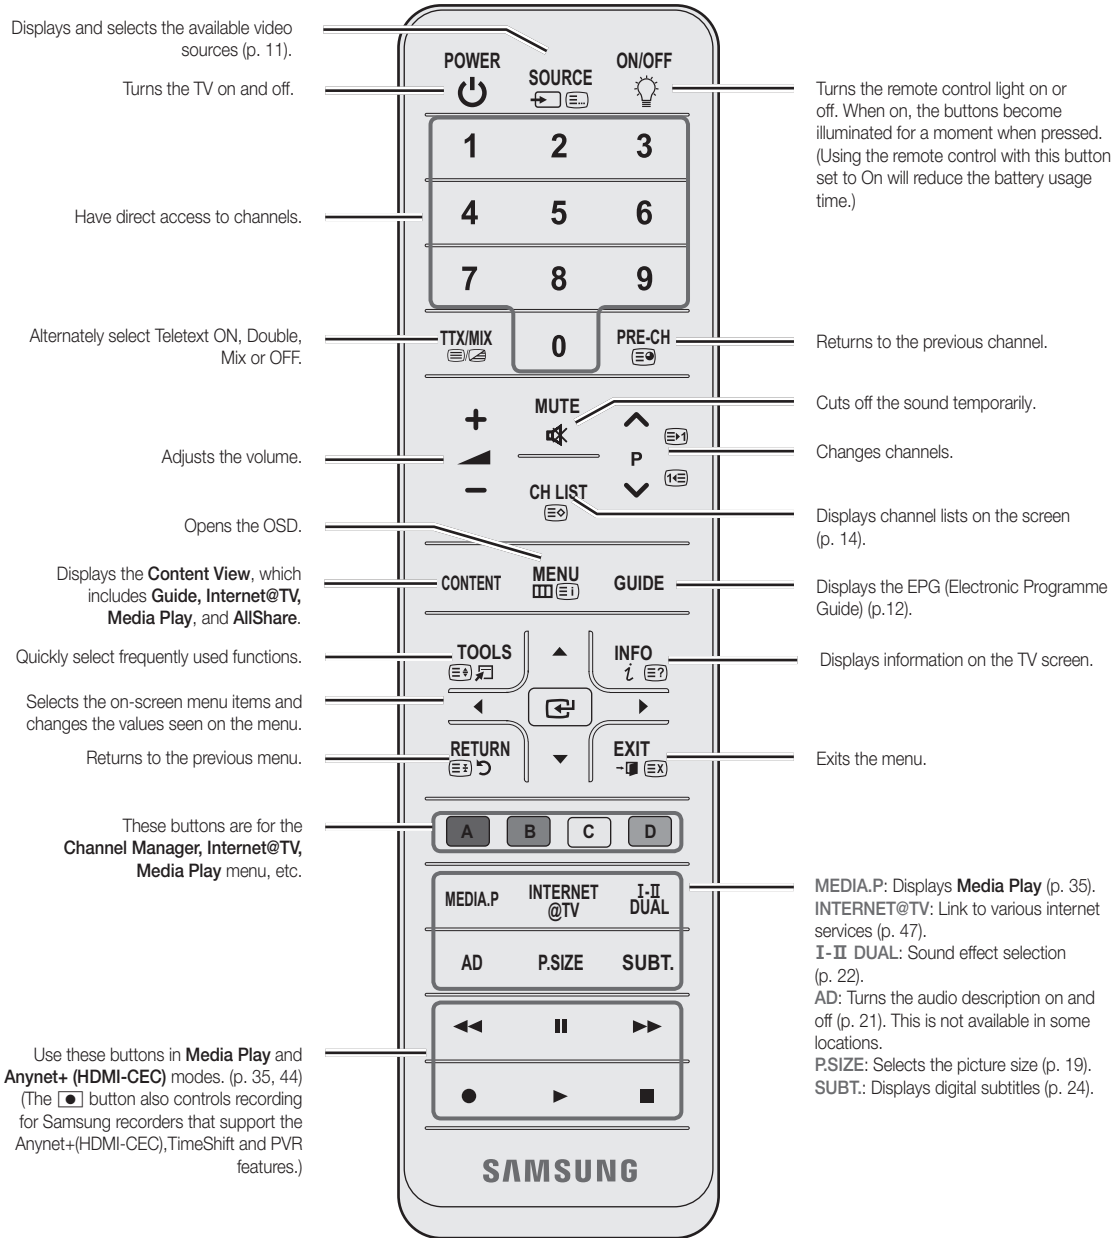 Displays and selects the available video
sources (p. 11).
Turns the TV on and off.
Have direct access to channels.
Alternately select Teletext ON, Double,
Mix or OFF.
Adjusts the volume.
Opens the OSD.
Displays the Content View, which
includes Guide, Internet@TV,
Media Play, and AllShare.
Quickly select frequently used functions.
Selects the on-screen menu items and
changes the values seen on the menu.
Returns to the previous menu.
These buttons are for the
Channel Manager, Internet@TV,
Media Play menu, etc.
Use these buttons in Media Play and
Anynet+ (HDMI-CEC) modes. (p. 35, 44)
(The ● button also controls recording
for Samsung recorders that support the
Anynet+(HDMI-CEC),TimeShift and PVR
features.)
POWER
SOURCE
ON/OFF
1 2 3
4 5 6
7 8 9
TTX/MIX
0
PRE-CH
MUTE
P
1
1
CH LIST
CONTENT
MENU
i
GUIDE
TOOLS
INFO
i ?
RETURN
EXIT
X
A B C D
MEDIA.P
INTERNET
@TV
I-II
DUAL
AD
P.SIZE
SUBT.
SAMSUNG
Turns the remote control light on or
off. When on, the buttons become
illuminated for a moment when pressed.
(Using the remote control with this button
set to On will reduce the battery usage
time.)
Returns to the previous channel.
Cuts off the sound temporarily.
Changes channels.
Displays channel lists on the screen
(p. 14).
Displays the EPG (Electronic Programme
Guide) (p.12).
Displays information on the TV screen.
Exits the menu.
MEDIA.P: Displays Media Play (p. 35).
INTERNET@TV: Link to various internet
services (p. 47).
I-II DUAL: Sound effect selection
(p. 22).
AD: Turns the audio description on and
off (p. 21). This is not available in some
locations.
P.SIZE: Selects the picture size (p. 19).
SUBT.: Displays digital subtitles (p. 24).